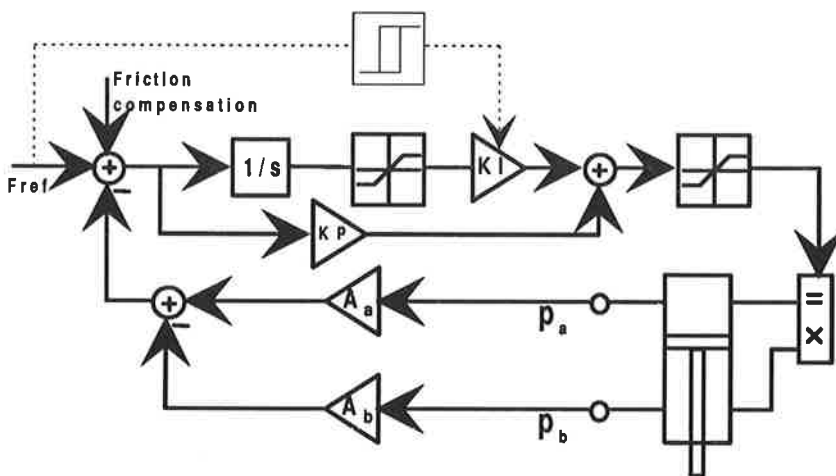 Friction
compensation
Fref
+
−
1/s
KI
+
KP
+
−
Aa
pa
=
×
Ab
pb